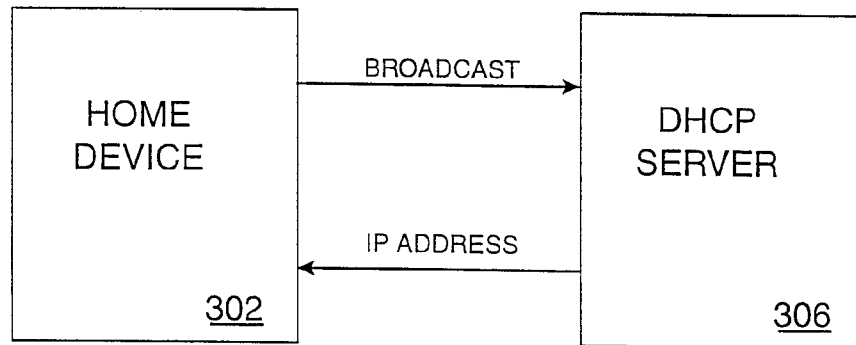 HOME
DEVICE
302
BROADCAST
IP ADDRESS
DHCP
SERVER
306